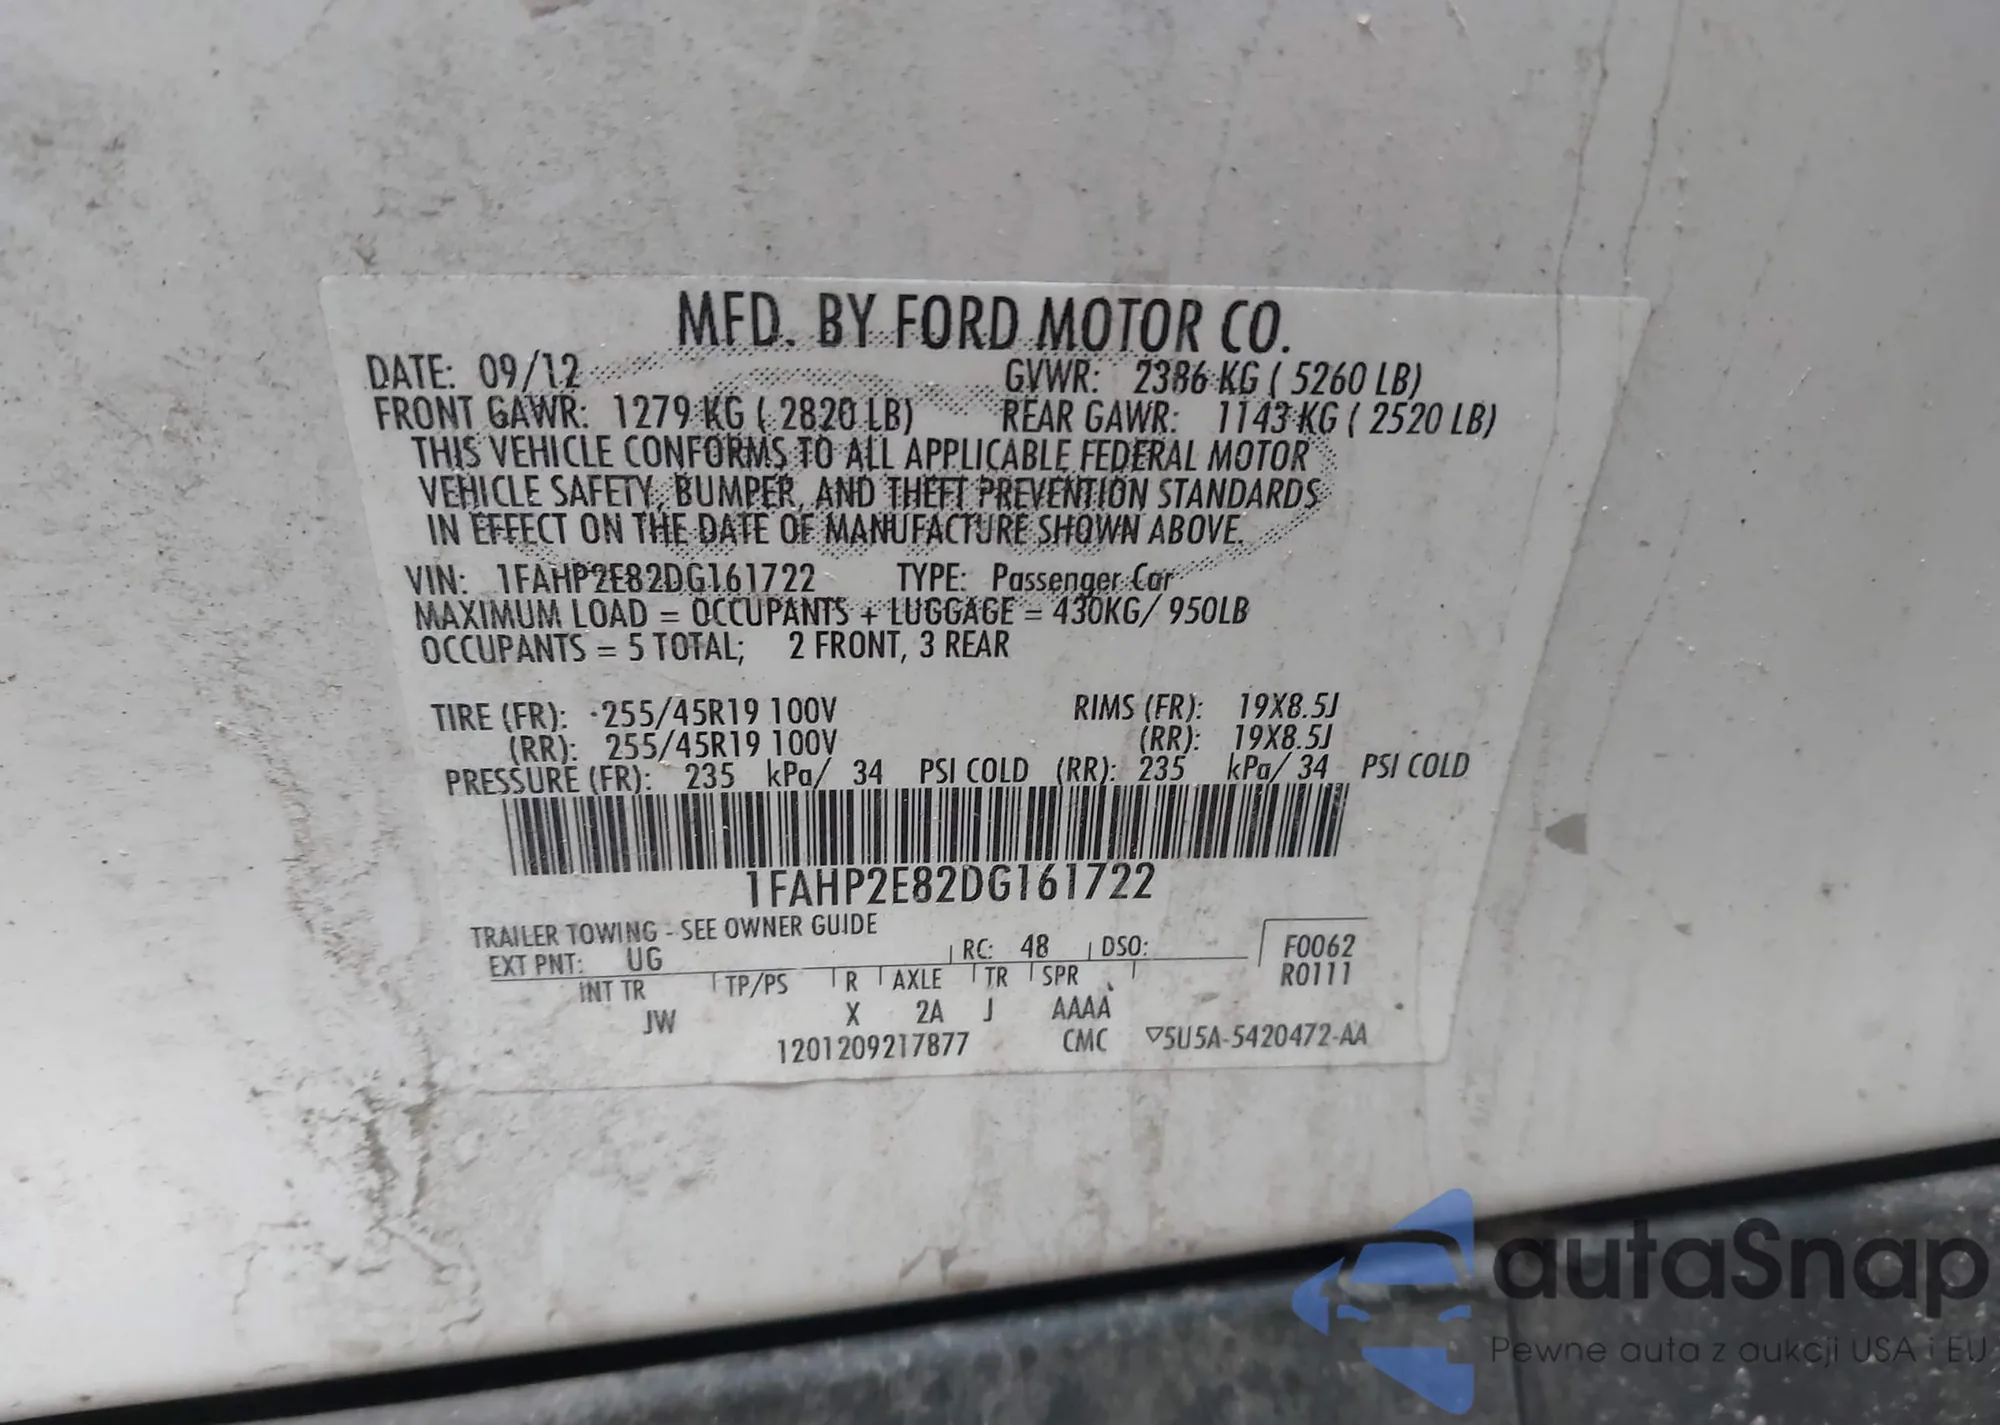 MFD. BY FORD MOTOR CO.
DATE: 09/12 GVWR: 2386 KG ( 5260 LB)
FRONT GAWR: 1279 KG ( 2820 LB) REAR GAWR: 1143 KG ( 2520 LB)
THIS VEHICLE CONFORMS TO ALL APPLICABLE FEDERAL MOTOR
VEHICLE SAFETY, BUMPER, AND THEFT PREVENTION STANDARDS
IN EFFECT ON THE DATE OF MANUFACTURE SHOWN ABOVE.
VIN: 1FAHP2E82DG161722 TYPE: Passenger Car
MAXIMUM LOAD = OCCUPANTS + LUGGAGE = 430KG/ 950LB
OCCUPANTS = 5 TOTAL; 2 FRONT, 3 REAR
TIRE (FR): 255/45R19 100V RIMS (FR): 19X8.5J
(RR): 255/45R19 100V (RR): 19X8.5J
PRESSURE (FR): 235 kPa/ 34 PSI COLD (RR): 235 kPa/ 34 PSI COLD
1FAHP2E82DG161722
TRAILER TOWING - SEE OWNER GUIDE
EXT PNT: UG RC: 48 DSO: F0062
INT TR TP/PS R AXLE TR SPR R0111
JW X 2A J AAAA
1201209217877 CMC ▽5U5A-5420472-AA
autaSnap
Pewne auta z aukcji USA i EU